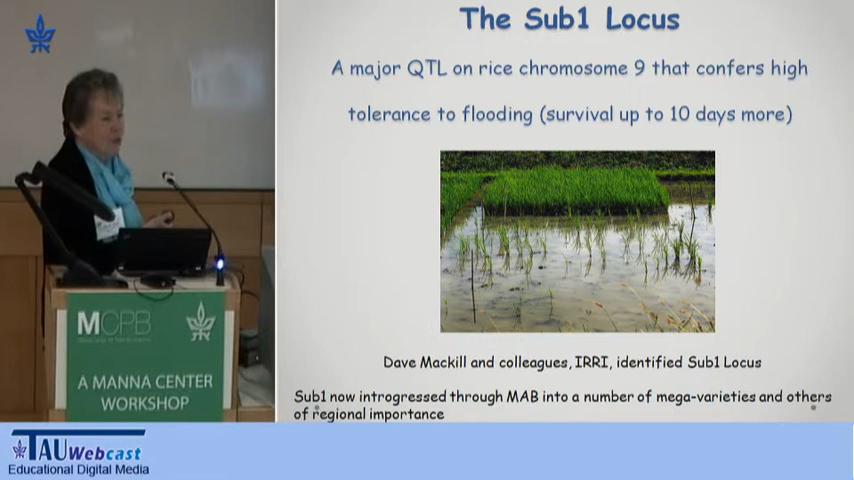 The Sub1 Locus
A major QTL on rice chromosome 9 that confers high
tolerance to flooding (survival up to 10 days more)
Dave Mackill and colleagues, IRRI, identified Sub1 Locus
Sub1 now introgressed through MAB into a number of mega-varieties and others
of regional importance
MCPB
A MANNA CENTER
WORKSHOP
TAU Webcast
Educational Digital Media